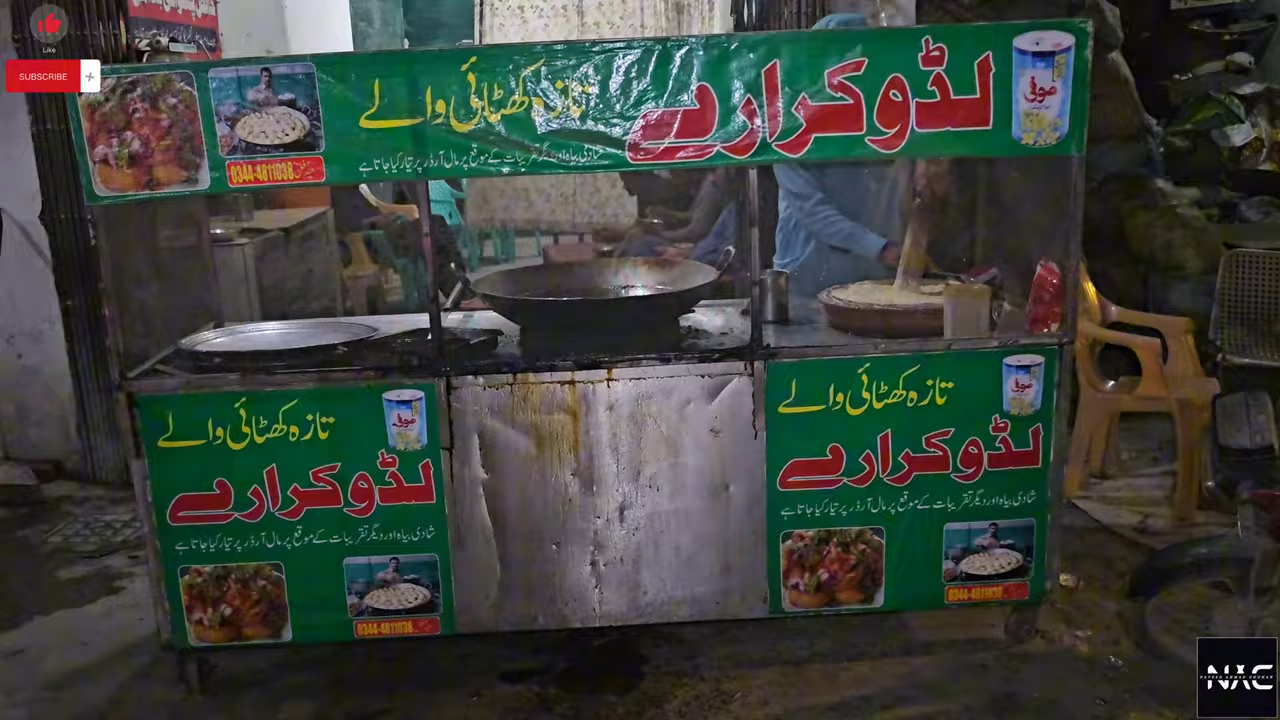 Like
SUBSCRIBE +
لڈو کرارے
تازہ کھٹائی والے
شادی بیاہ اور دیگر تقریبات کے موقع پر مال آرڈر پر تیار کیا جاتا ہے
0344-4811038
صوفی
تازہ کھٹائی والے
صوفی
لڈو کرارے
شادی بیاہ اور دیگر تقریبات کے موقع پر مال آرڈر پر تیار کیا جاتا ہے
0344-4811038
تازہ کھٹائی والے
صوفی
لڈو کرارے
شادی بیاہ اور دیگر تقریبات کے موقع پر مال آرڈر پر تیار کیا جاتا ہے
0344-4811038
NAC